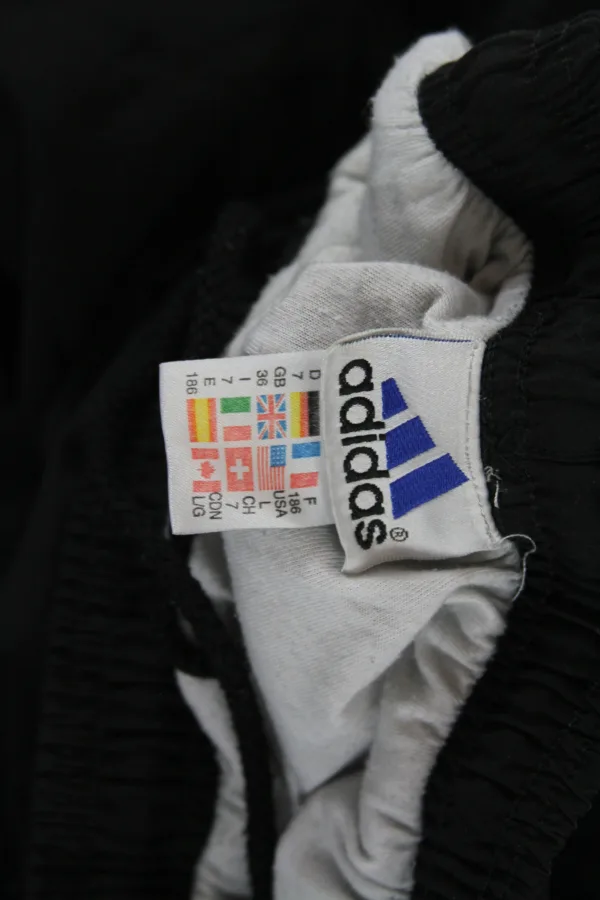 adidas®
D F
7 186
GB USA
36 L
I CH
7 7
E CDN
186 L/G